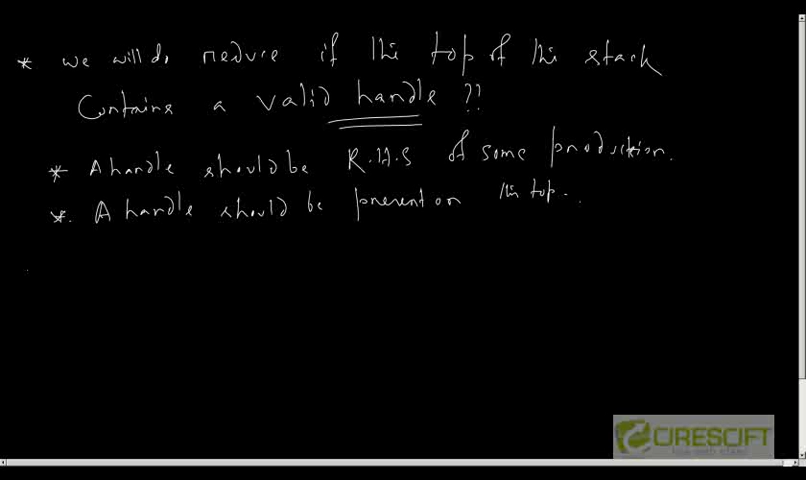 * we will do reduce if the top of the stack
Contains a valid handle ??
* A handle should be R.H.S of some production.
* A handle should be present on the top.
CIRESCIFT